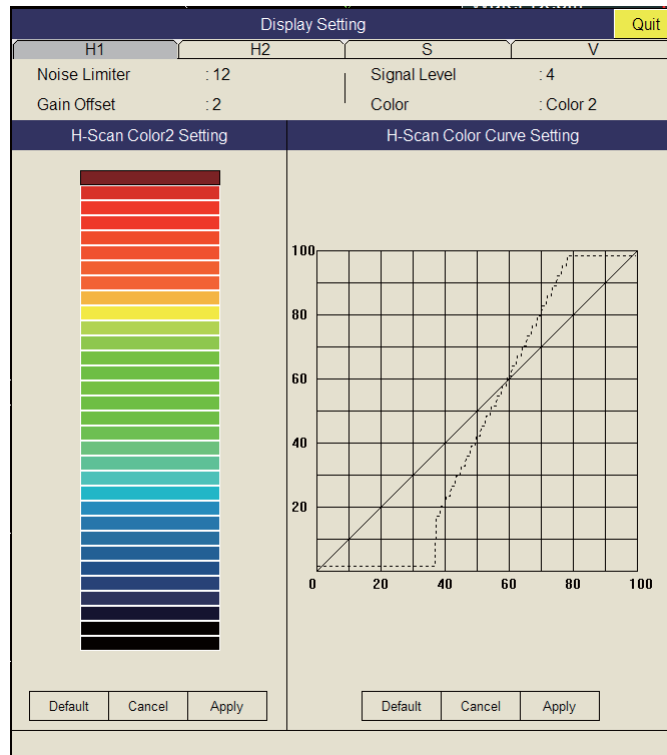 Display Setting
Quit
H1 H2 S V
Noise Limiter : 12 Signal Level : 4
Gain Offset : 2 Color : Color 2
H-Scan Color2 Setting H-Scan Color Curve Setting
100
80
60
40
20
0 20 40 60 80 100
Default Cancel Apply Default Cancel Apply